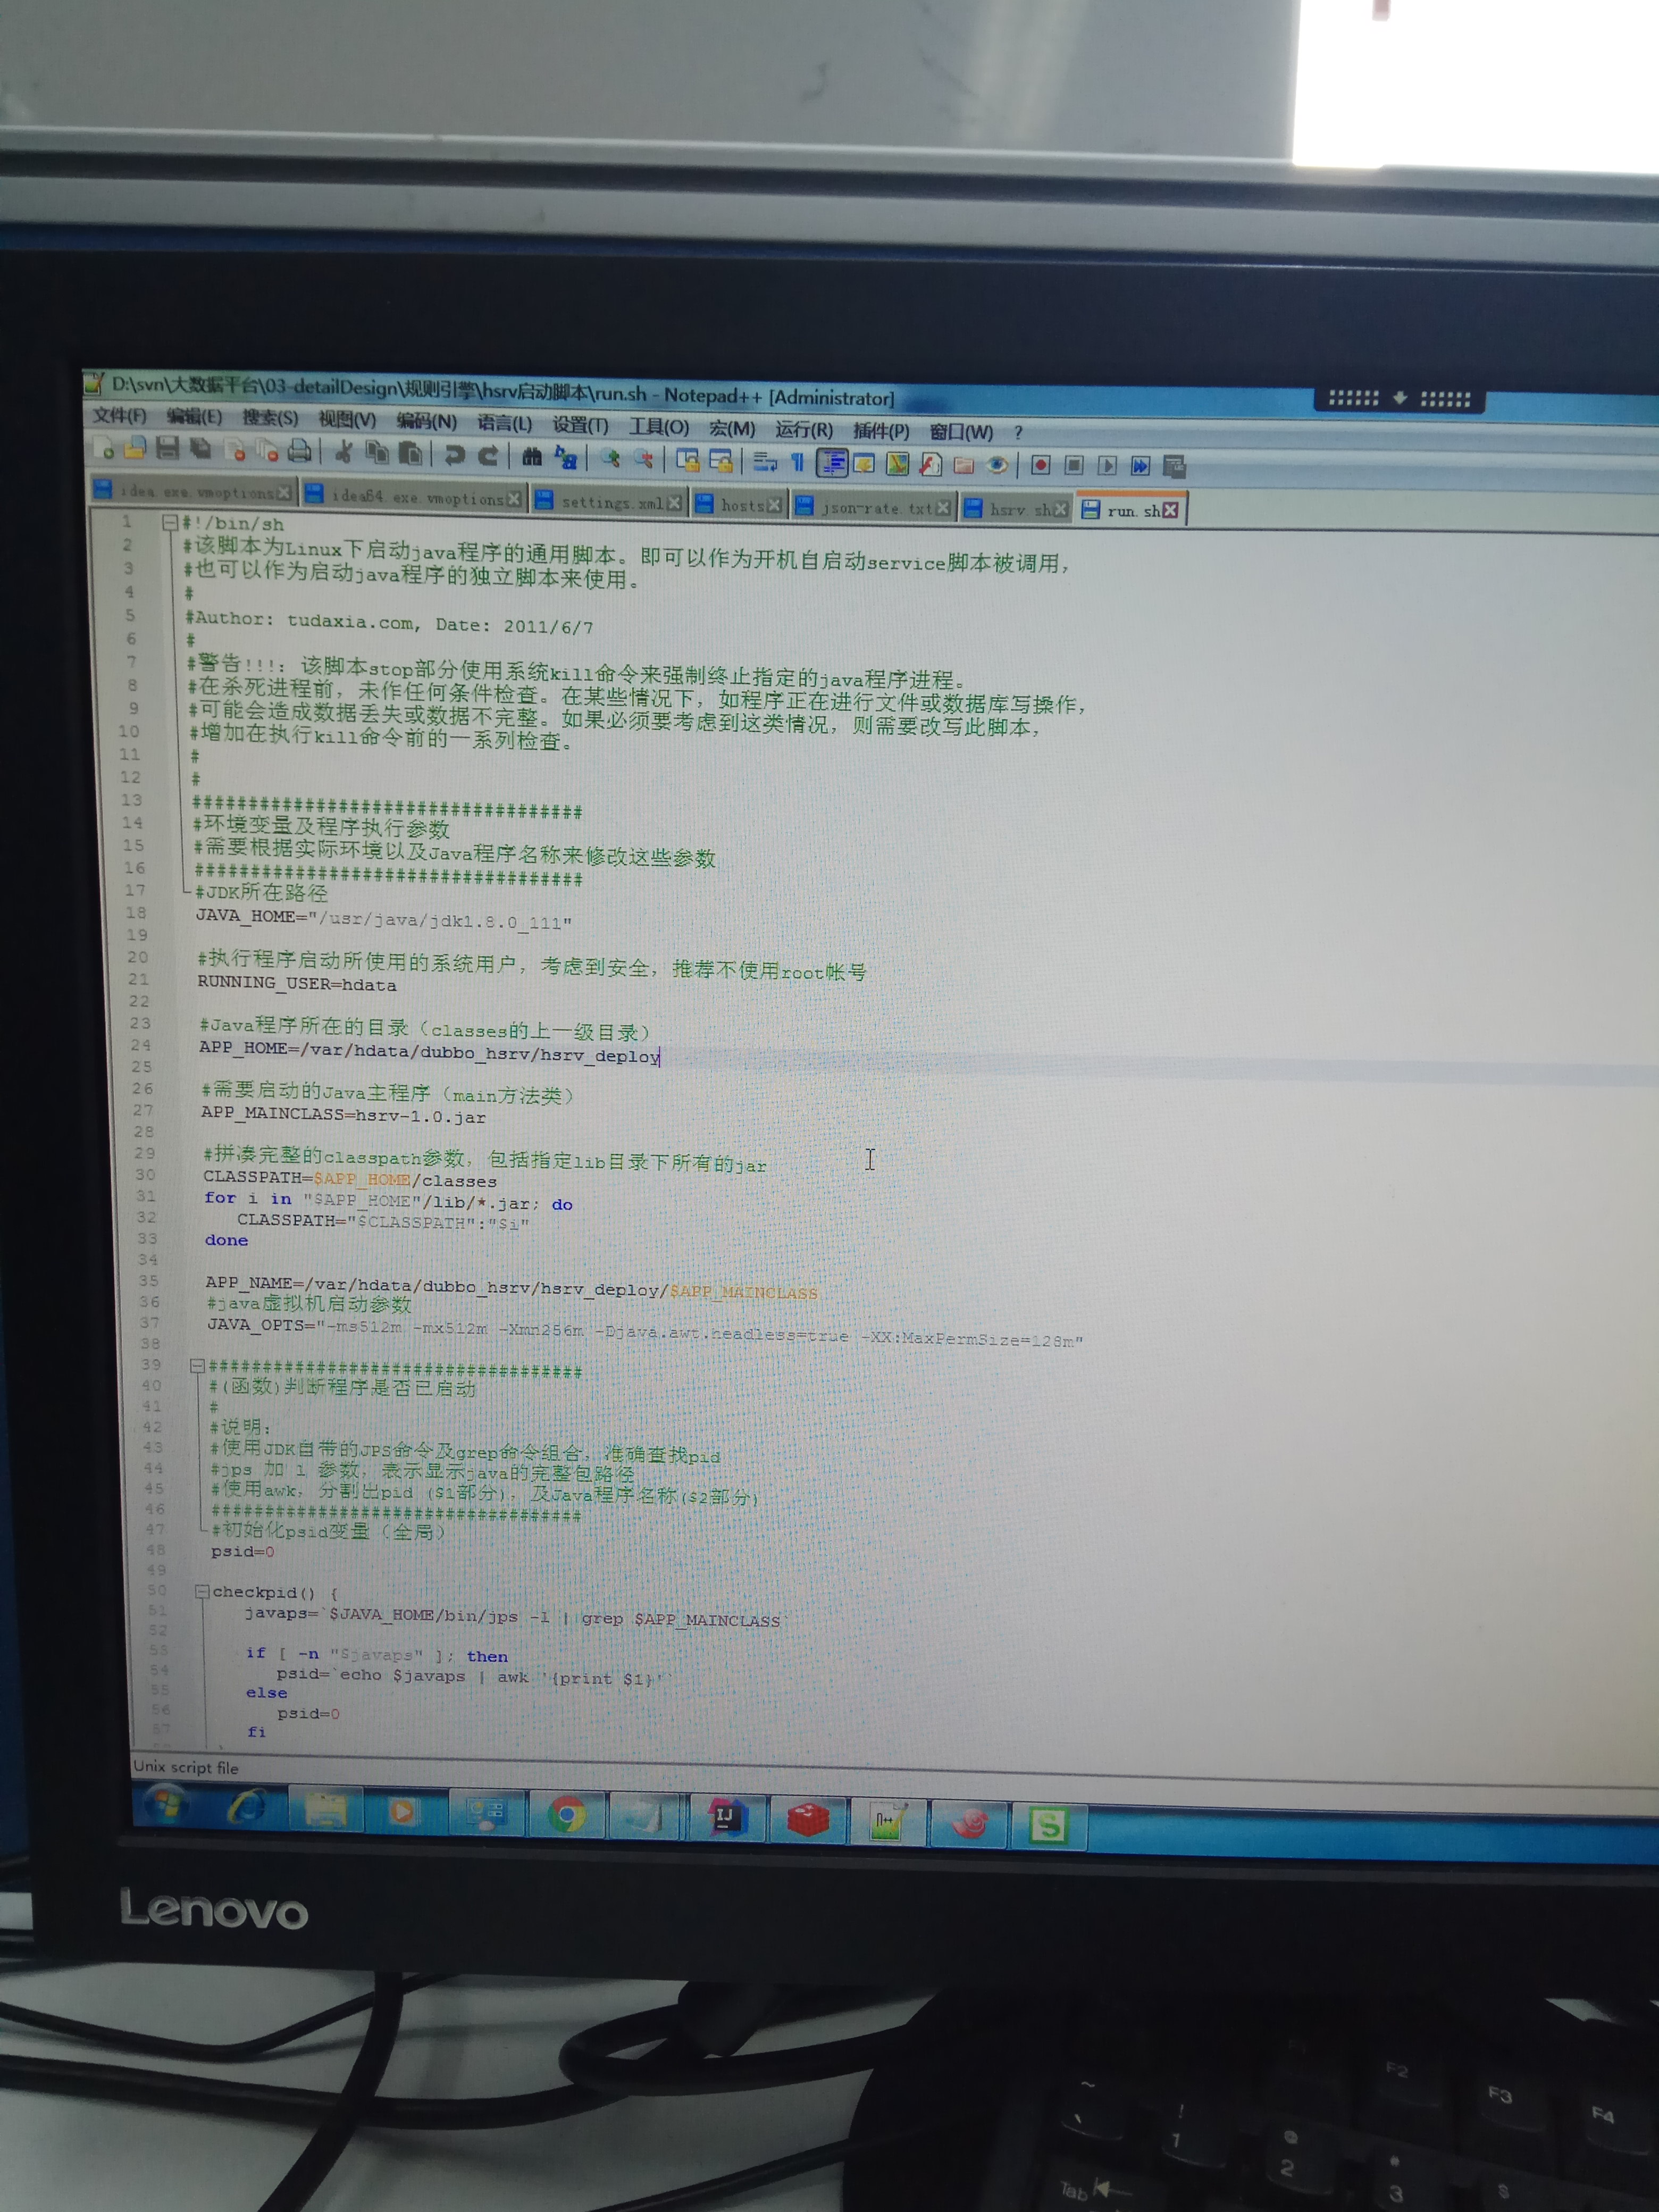 D:\svn\大数据平台\03-detailDesign\规则引擎\hsrv启动脚本\run.sh - Notepad++ [Administrator]
文件(F) 编辑(E) 搜索(S) 视图(V) 编码(N) 语言(L) 设置(T) 工具(O) 宏(M) 运行(R) 插件(P) 窗口(W) ?
idea.exe.vmoptions idea64.exe.vmoptions settings.xml hosts json-rate.txt hsrv.sh run.sh
1 #!/bin/sh
2 #该脚本为Linux下启动java程序的通用脚本。即可以作为开机自启动service脚本被调用，
3 #也可以作为启动java程序的独立脚本来使用。
4 #
5 #Author: tudaxia.com, Date: 2011/6/7
6 #
7 #警告!!!：该脚本stop部分使用系统kill命令来强制终止指定的java程序进程。
8 #在杀死进程前，未作任何条件检查。在某些情况下，如程序正在进行文件或数据库写操作，
9 #可能会造成数据丢失或数据不完整。如果必须要考虑到这类情况，则需要改写此脚本，
10 #增加在执行kill命令前的一系列检查。
11 #
12 #
13 ###################################
14 #环境变量及程序执行参数
15 #需要根据实际环境以及Java程序名称来修改这些参数
16 ###################################
17 #JDK所在路径
18 JAVA_HOME="/usr/java/jdk1.8.0_111"
19
20 #执行程序启动所使用的系统用户，考虑到安全，推荐不使用root帐号
21 RUNNING_USER=hdata
22
23 #Java程序所在的目录（classes的上一级目录）
24 APP_HOME=/var/hdata/dubbo_hsrv/hsrv_deploy
25
26 #需要启动的Java主程序（main方法类）
27 APP_MAINCLASS=hsrv-1.0.jar
28
29 #拼凑完整的classpath参数，包括指定lib目录下所有的jar
30 CLASSPATH=$APP_HOME/classes
31 for i in "$APP_HOME"/lib/*.jar; do
32 CLASSPATH="$CLASSPATH":"$i"
33 done
34
35 APP_NAME=/var/hdata/dubbo_hsrv/hsrv_deploy/$APP_MAINCLASS
36 #java虚拟机启动参数
37 JAVA_OPTS="-ms512m -mx512m -Xmn256m -Djava.awt.headless=true -XX:MaxPermSize=128m"
38
39 ###################################
40 #(函数)判断程序是否已启动
41 #
42 #说明：
43 #使用JDK自带的JPS命令及grep命令组合，准确查找pid
44 #jps 加 l 参数，表示显示java的完整包路径
45 #使用awk，分割出pid ($1部分)，及Java程序名称($2部分)
46 ###################################
47 #初始化psid变量（全局）
48 psid=0
49
50 checkpid() {
51 javaps=`$JAVA_HOME/bin/jps -l | grep $APP_MAINCLASS`
52
53 if [ -n "$javaps" ]; then
54 psid=`echo $javaps | awk '{print $1}'`
55 else
56 psid=0
57 fi
Unix script file
Lenovo
F2
F3
F4
~
`
!
1
@
2
#
3
$
Tab